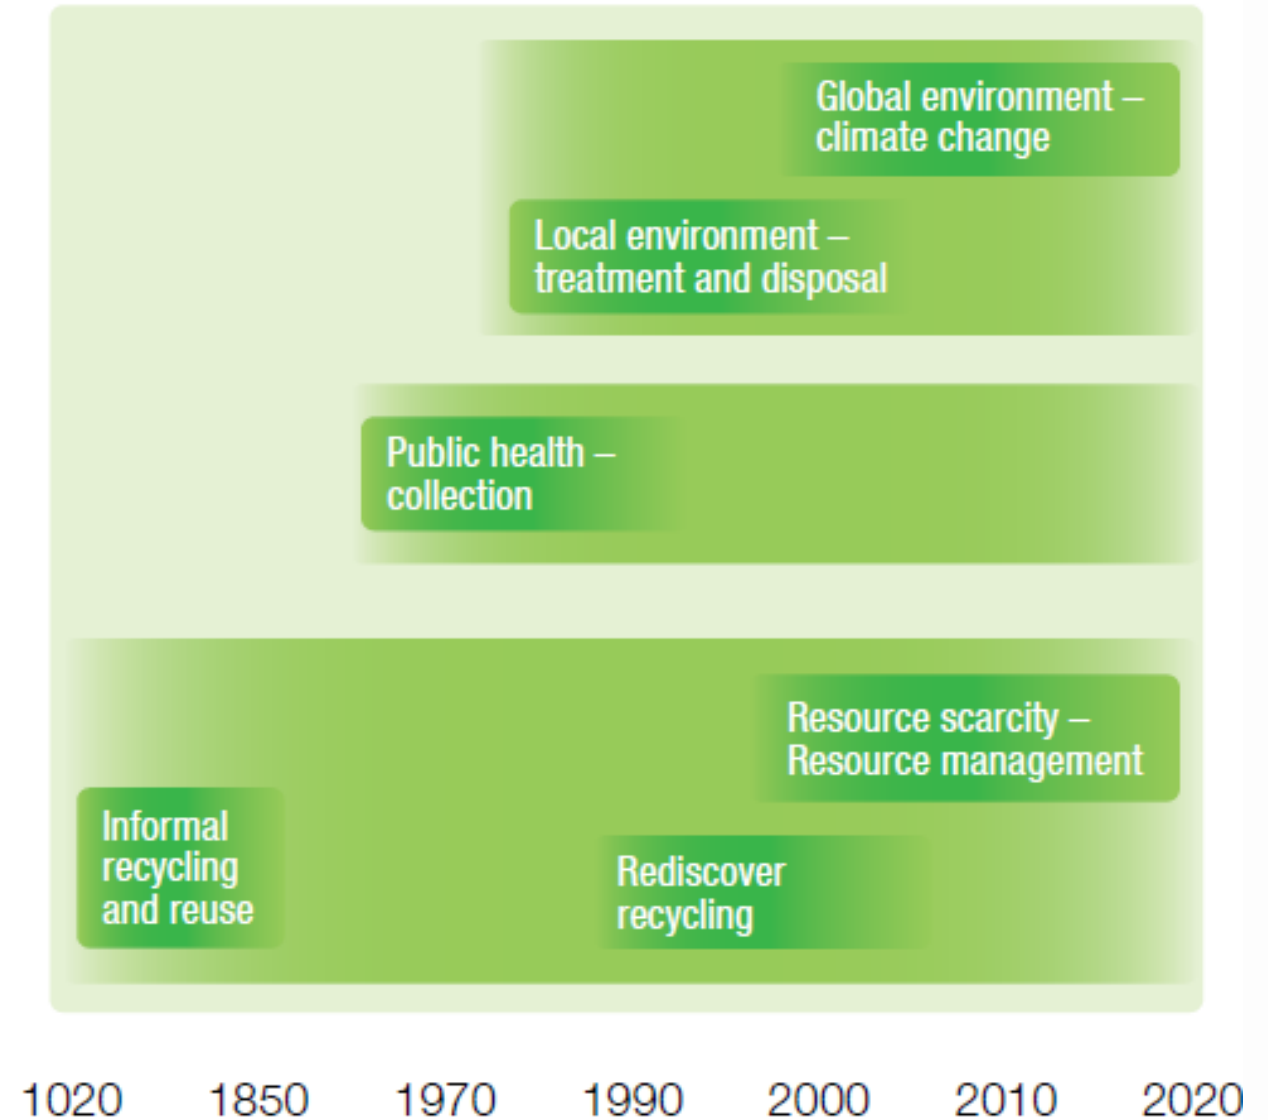 Global environment –
climate change
Local environment –
treatment and disposal
Public health –
collection
Resource scarcity –
Resource management
Informal
recycling
and reuse
Rediscover
recycling
1020 1850 1970 1990 2000 2010 2020